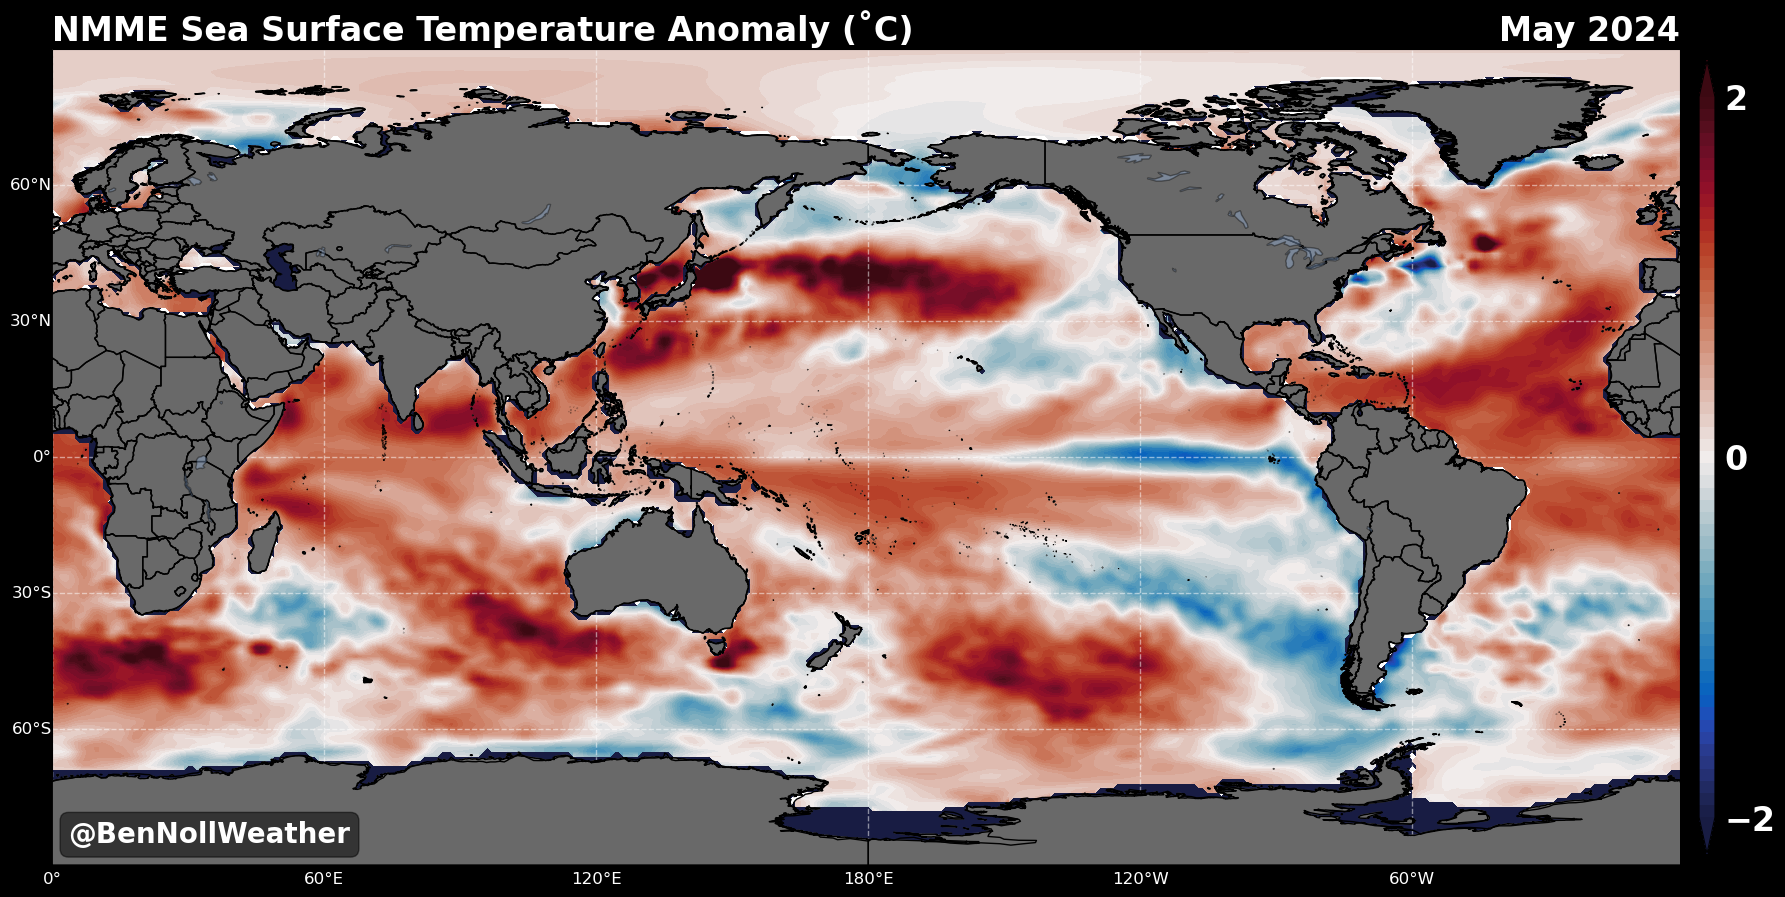 NMME Sea Surface Temperature Anomaly (˚C)
May 2024
2
60°N
30°N
0°
0
30°S
60°S
−2
@BenNollWeather
0°
60°E
120°E
180°E
120°W
60°W